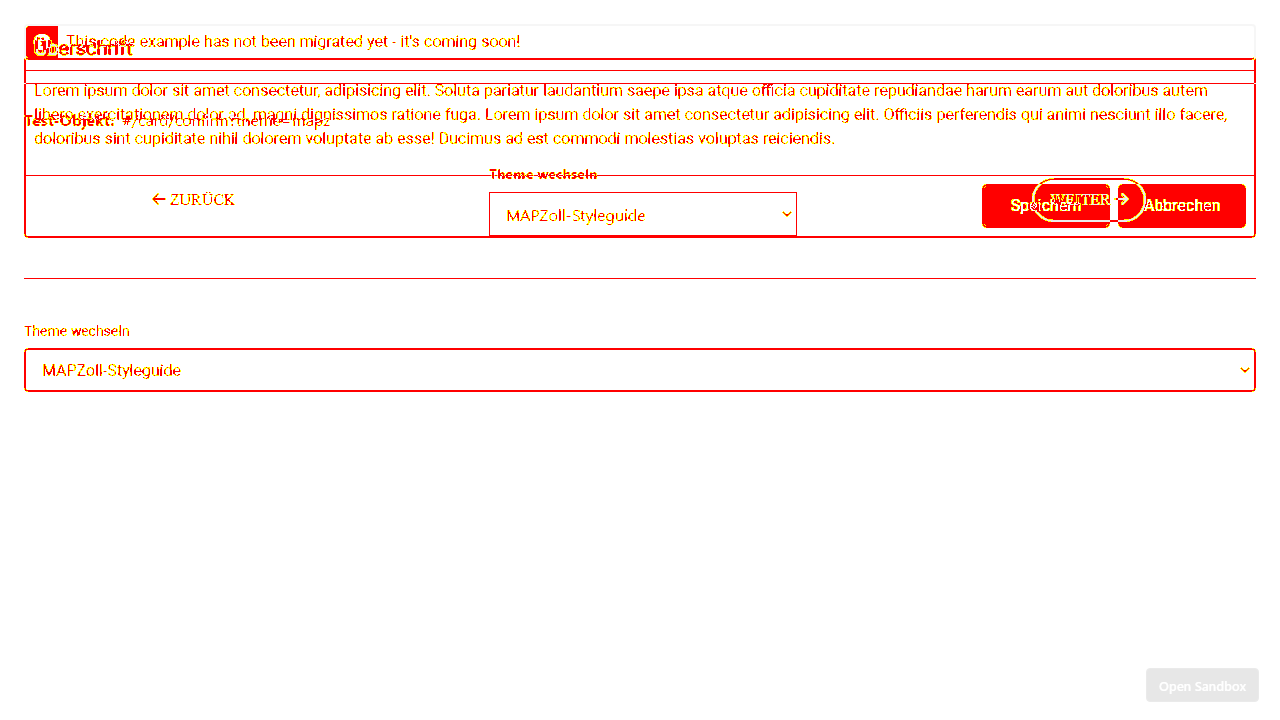 This code example has not been migrated yet - it's coming soon!
Überschrift
Lorem ipsum dolor sit amet consectetur, adipisicing elit. Soluta pariatur laudantium saepe ipsa atque officia cupiditate repudiandae harum earum aut doloribus autem
libero exercitationem dolor ad, magni dignissimos ratione fuga. Lorem ipsum dolor sit amet consectetur adipisicing elit. Officiis perferendis qui animi nesciunt illo facere,
Test-Objekt: #/card/confirm?theme=mapz
doloribus sint cupiditate nihil dolorem voluptate ab esse! Ducimus ad est commodi molestias voluptas reiciendis.
Theme wechseln
← ZURÜCK
MAPZoll-Styleguide
Speichern
WEITER →
Abbrechen
Theme wechseln
MAPZoll-Styleguide
Open Sandbox